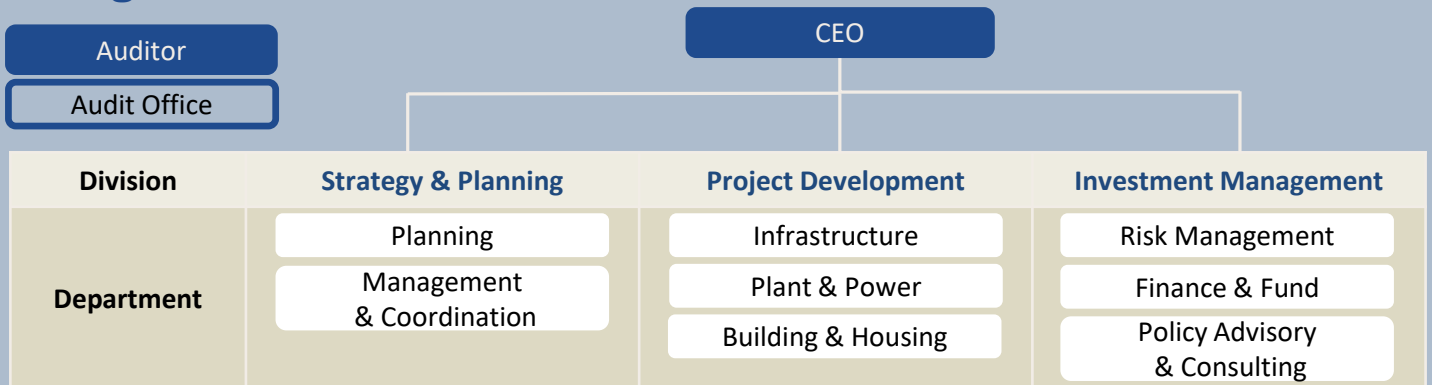 CEO
Auditor
Audit Office
Division
Strategy & Planning
Project Development
Investment Management
Department
Planning
Management
& Coordination
Infrastructure
Plant & Power
Building & Housing
Risk Management
Finance & Fund
Policy Advisory
& Consulting